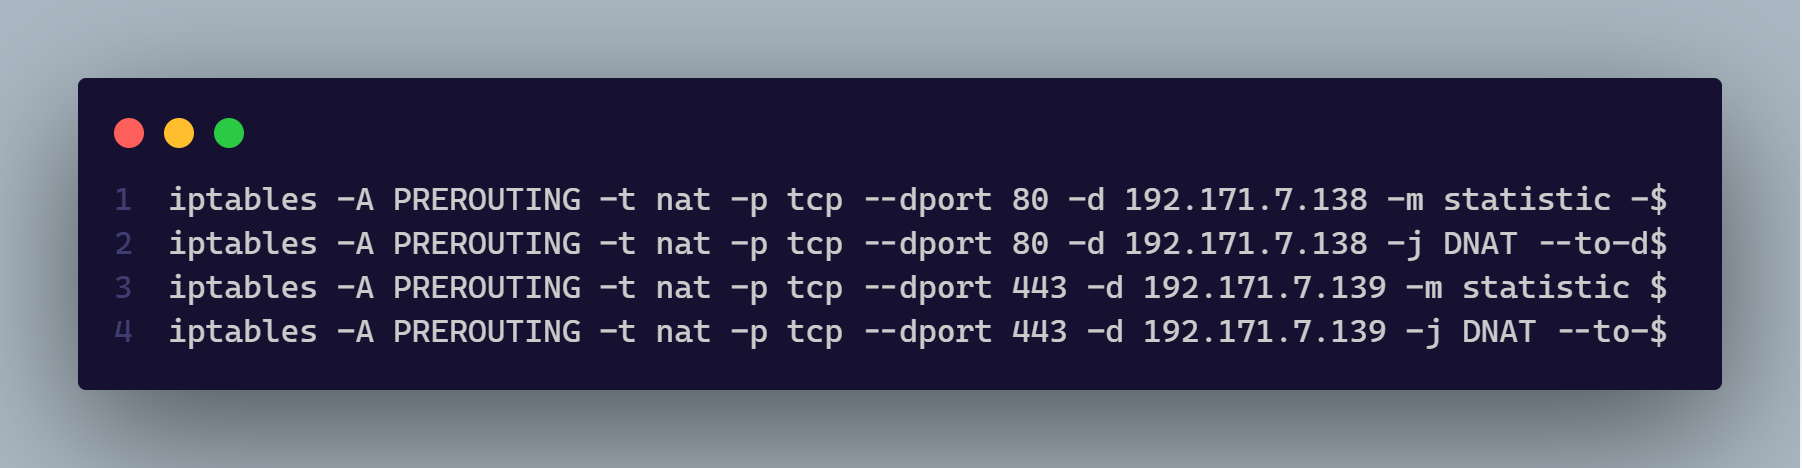 1 iptables -A PREROUTING -t nat -p tcp --dport 80 -d 192.171.7.138 -m statistic -$
2 iptables -A PREROUTING -t nat -p tcp --dport 80 -d 192.171.7.138 -j DNAT --to-d$
3 iptables -A PREROUTING -t nat -p tcp --dport 443 -d 192.171.7.139 -m statistic $
4 iptables -A PREROUTING -t nat -p tcp --dport 443 -d 192.171.7.139 -j DNAT --to-$